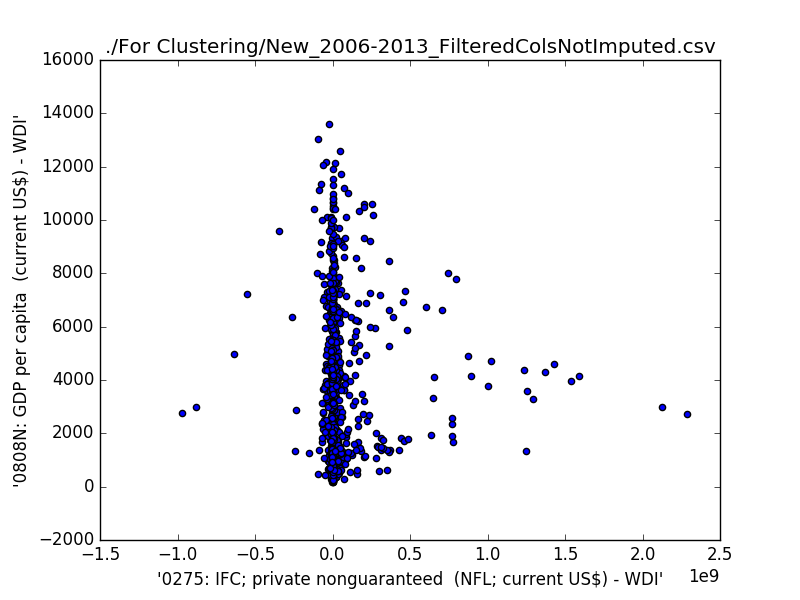 ./For Clustering/New_2006-2013_FilteredColsNotImputed.csv
16000
14000
12000
10000
8000
6000
4000
2000
0
−2000
'0808N: GDP per capita  (current US$) - WDI'
−1.5 −1.0 −0.5 0.0 0.5 1.0 1.5 2.0 2.5
1e9
'0275: IFC; private nonguaranteed  (NFL; current US$) - WDI'